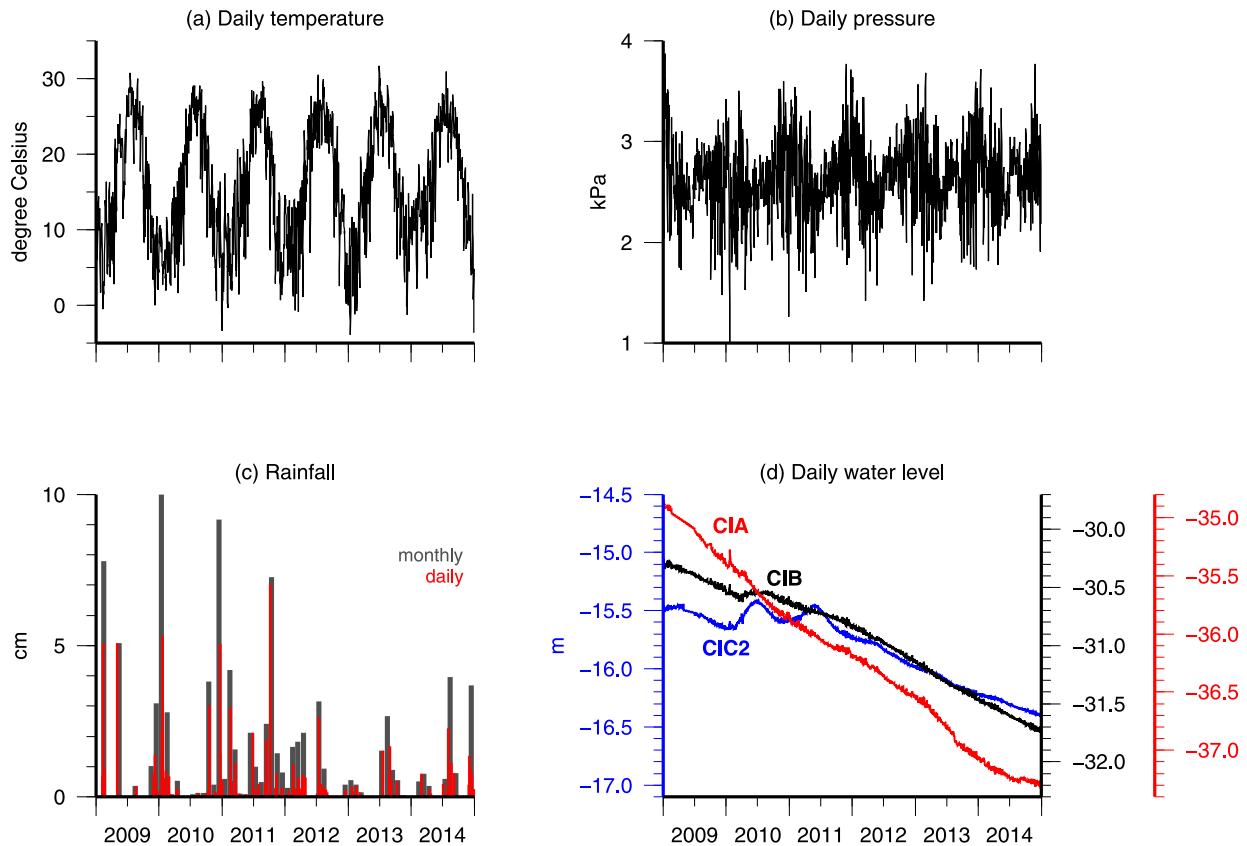 (a) Daily temperature
30
20
10
0
degree Celsius
(b) Daily pressure
4
3
2
1
kPa
(c) Rainfall
10
5
0
cm
monthly
daily
2009 2010 2011 2012 2013 2014
(d) Daily water level
−14.5
−15.0
−15.5
−16.0
−16.5
−17.0
m
CIA
CIB
CIC2
−30.0
−30.5
−31.0
−31.5
−32.0
−35.0
−35.5
−36.0
−36.5
−37.0
2009 2010 2011 2012 2013 2014